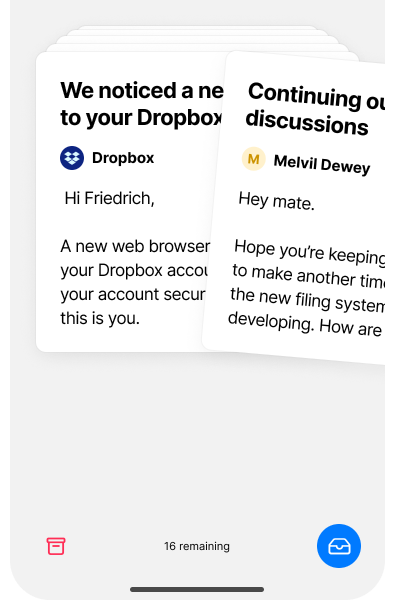 We noticed a ne
to your Dropbox
Dropbox
Hi Friedrich,
A new web browser
your Dropbox accou
your account secur
this is you.
Continuing ou
discussions
M
Melvil Dewey
Hey mate.
Hope you're keeping
to make another time
the new filing system
developing. How are
16 remaining